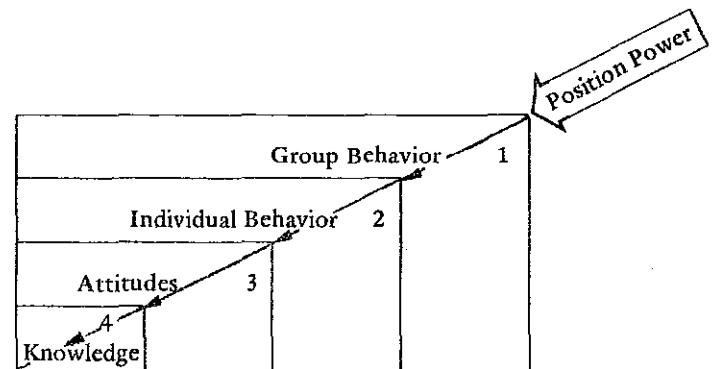 Position Power
Group Behavior 1
Individual Behavior 2
Attitudes 3
4
Knowledge